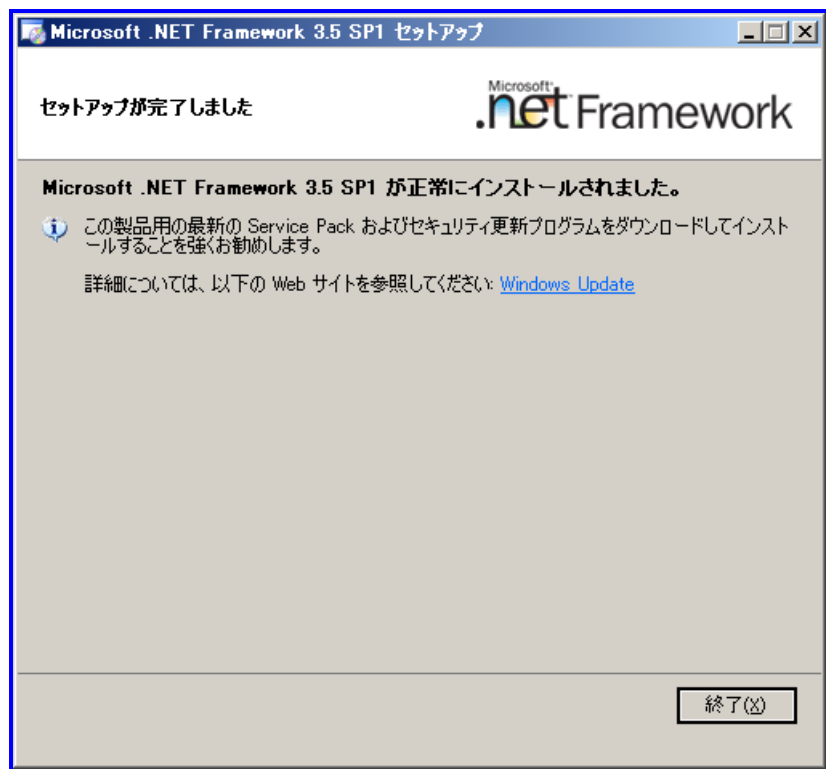 Microsoft .NET Framework 3.5 SP1 セットアップ
セットアップが完了しました
Microsoft
.net Framework
Microsoft .NET Framework 3.5 SP1 が正常にインストールされました。
この製品用の最新の Service Pack およびセキュリティ更新プログラムをダウンロードしてインスト
ールすることを強くお勧めします。
詳細については、以下の Web サイトを参照してください: Windows Update
終了(X)